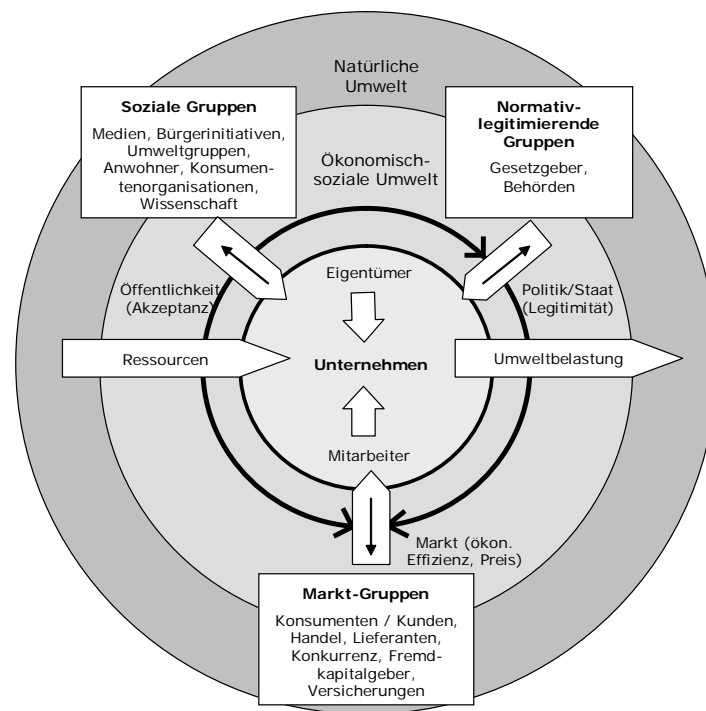 Natürliche
Umwelt
Soziale Gruppen
Medien, Bürgerinitiativen,
Umweltgruppen,
Anwohner, Konsumen-
tenorganisationen,
Wissenschaft
Normativ-
legitimierende
Gruppen
Gesetzgeber,
Behörden
Ökonomisch-
soziale Umwelt
Eigentümer
Öffentlichkeit
(Akzeptanz)
Politik/Staat
(Legitimität)
Ressourcen
Unternehmen
Umweltbelastung
Mitarbeiter
Markt (ökon.
Effizienz, Preis)
Markt-Gruppen
Konsumenten / Kunden,
Handel, Lieferanten,
Konkurrenz, Fremd-
kapitalgeber,
Versicherungen